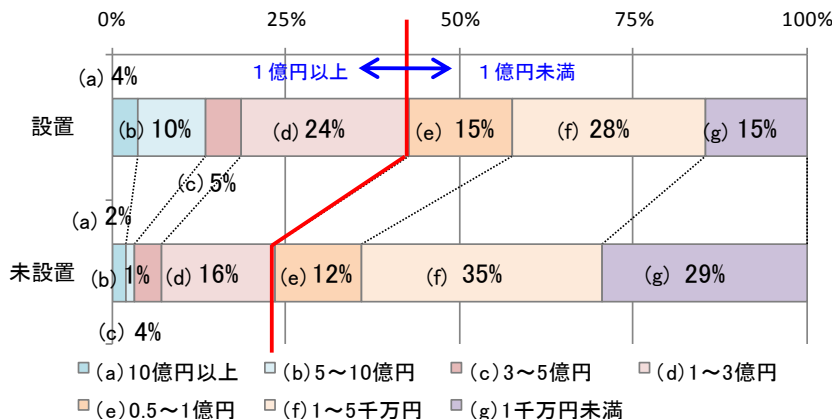 0% 25% 50% 75% 100%
1億円以上 1億円未満
(a) 4%
設置 (b) 10% (d) 24% (e) 15% (f) 28% (g) 15%
(c) 5%
(a) 2%
未設置 (b) 1% (d) 16% (e) 12% (f) 35% (g) 29%
(c) 4%
(a)10億円以上 (b)5～10億円 (c)3～5億円 (d)1～3億円
(e)0.5～1億円 (f)1～5千万円 (g)1千万円未満